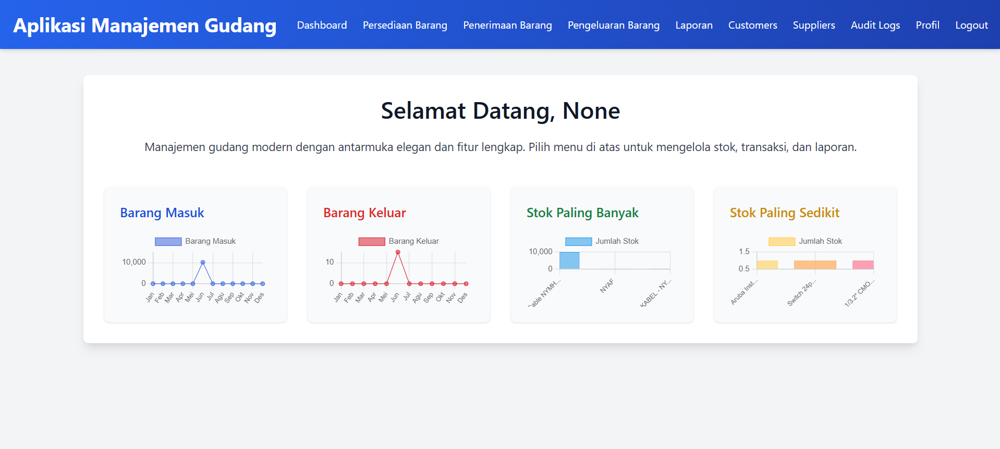 Aplikasi Manajemen Gudang
Dashboard
Persediaan Barang
Penerimaan Barang
Pengeluaran Barang
Laporan
Customers
Suppliers
Audit Logs
Profil
Logout
Selamat Datang, None
Manajemen gudang modern dengan antarmuka elegan dan fitur lengkap. Pilih menu di atas untuk mengelola stok, transaksi, dan laporan.
Barang Masuk
Barang Masuk
10,000
0
Jan Feb Mar Apr Mei Jun Jul Agu Sep Okt Nov Des
Barang Keluar
Barang Keluar
10
0
Jan Feb Mar Apr Mei Jun Jul Agu Sep Okt Nov Des
Stok Paling Banyak
Jumlah Stok
10,000
0
NYMH...
NYAF
KABEL - NY...
Stok Paling Sedikit
Jumlah Stok
1.5
0.5
Aruba Inst...
Switch 24p...
1/3.2" CMO...